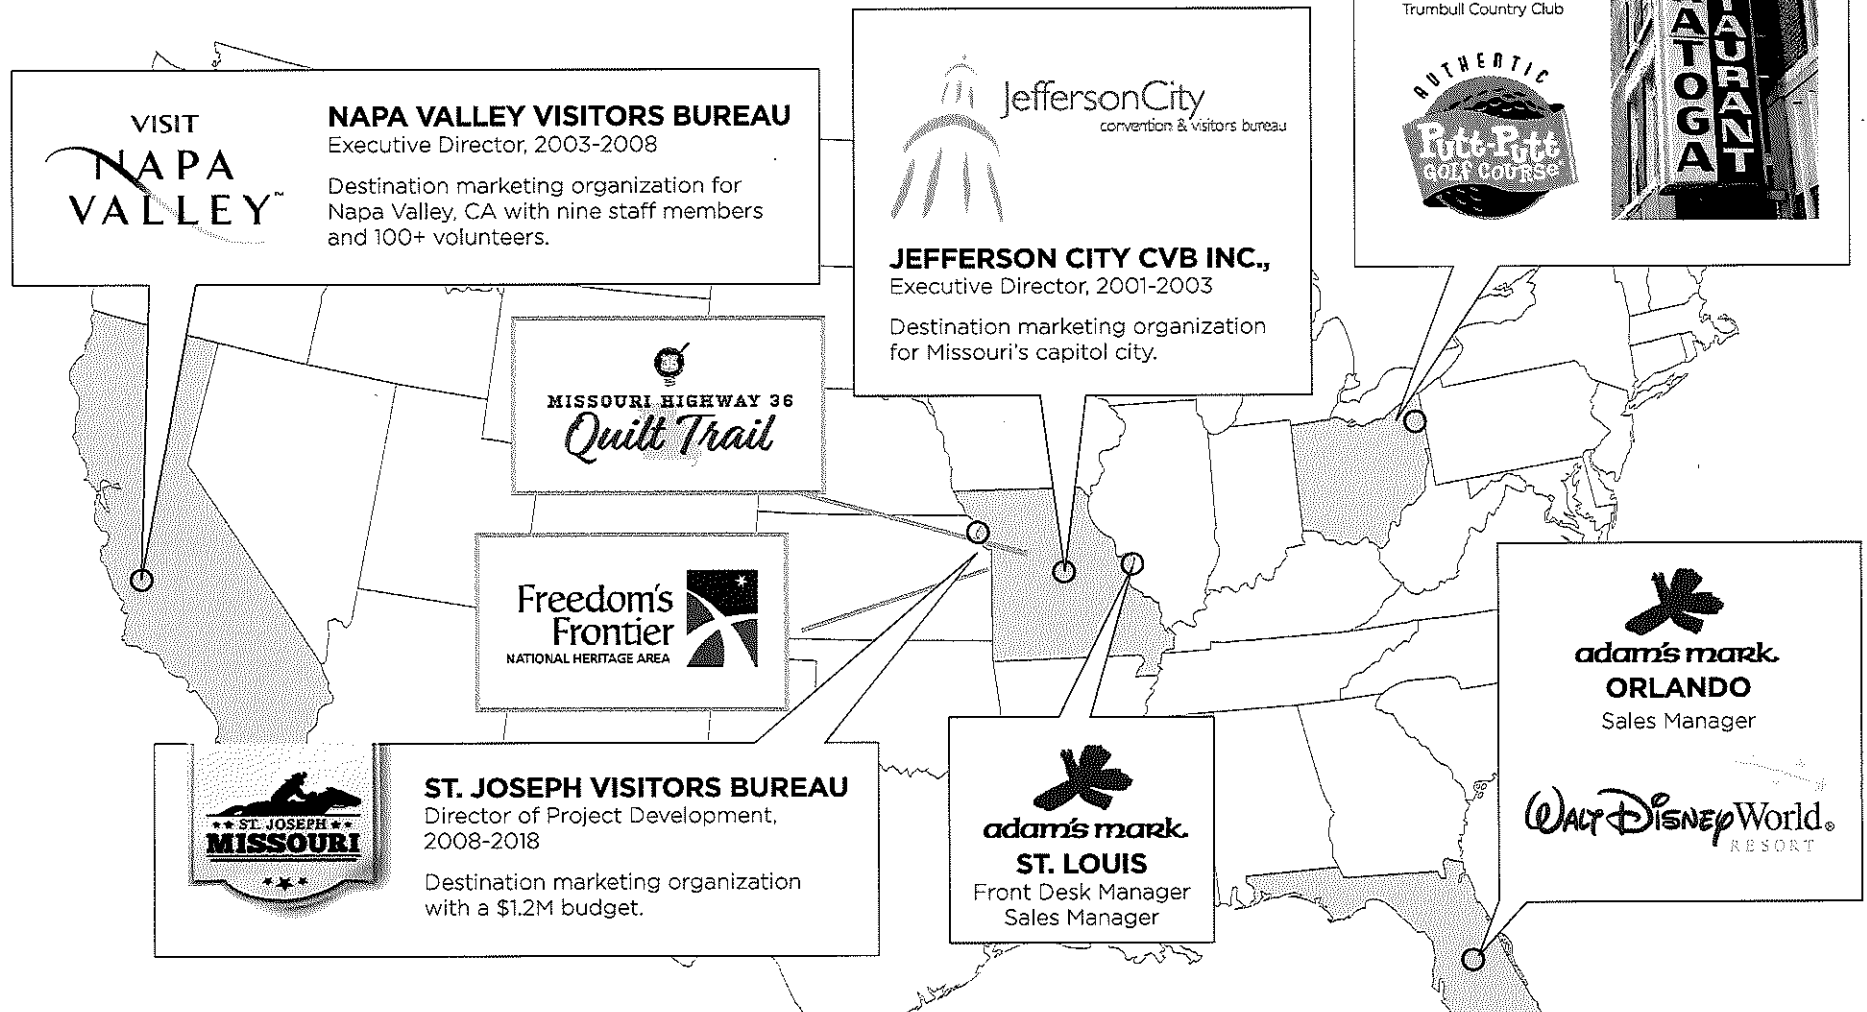 Trumbull Country Club
AUTHENTIC
Putt-Putt
GOLF COURSE
ATOGA
AURANT
VISIT
NAPA
VALLEY™
NAPA VALLEY VISITORS BUREAU
Executive Director, 2003-2008
Destination marketing organization for
Napa Valley, CA with nine staff members
and 100+ volunteers.
JeffersonCity
convention & visitors bureau
JEFFERSON CITY CVB INC.,
Executive Director, 2001-2003
Destination marketing organization
for Missouri's capitol city.
MISSOURI HIGHWAY 36
Quilt Trail
Freedom's
Frontier
NATIONAL HERITAGE AREA
★★ ST. JOSEPH ★★
MISSOURI
ST. JOSEPH VISITORS BUREAU
Director of Project Development,
2008-2018
Destination marketing organization
with a $1.2M budget.
adam's mark.
ST. LOUIS
Front Desk Manager
Sales Manager
adam's mark.
ORLANDO
Sales Manager
WALT DISNEY World®
RESORT